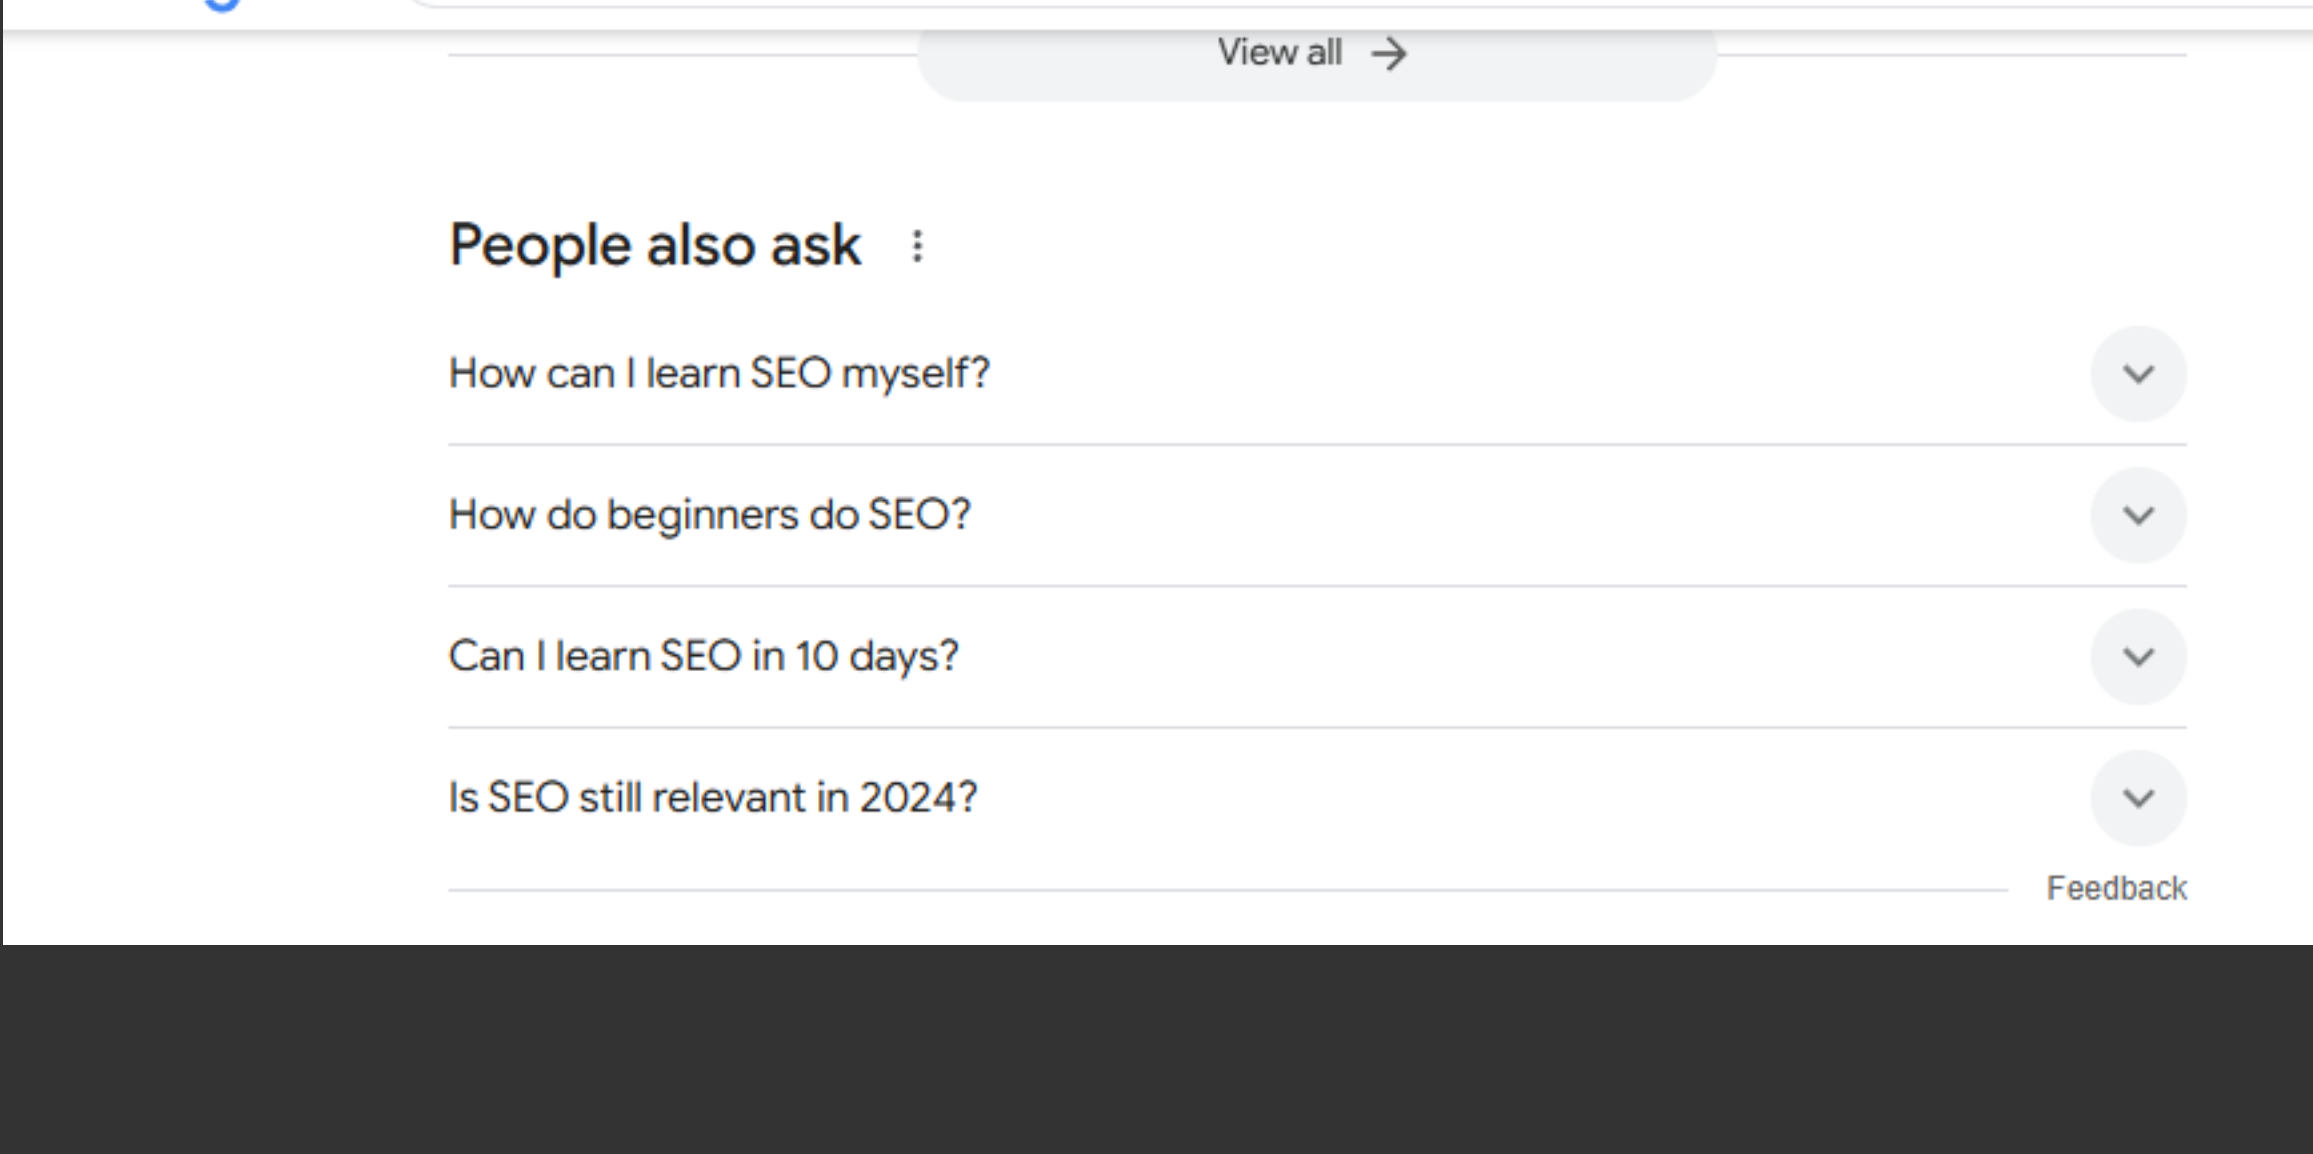 View all →
People also ask
How can I learn SEO myself?
How do beginners do SEO?
Can I learn SEO in 10 days?
Is SEO still relevant in 2024?
Feedback